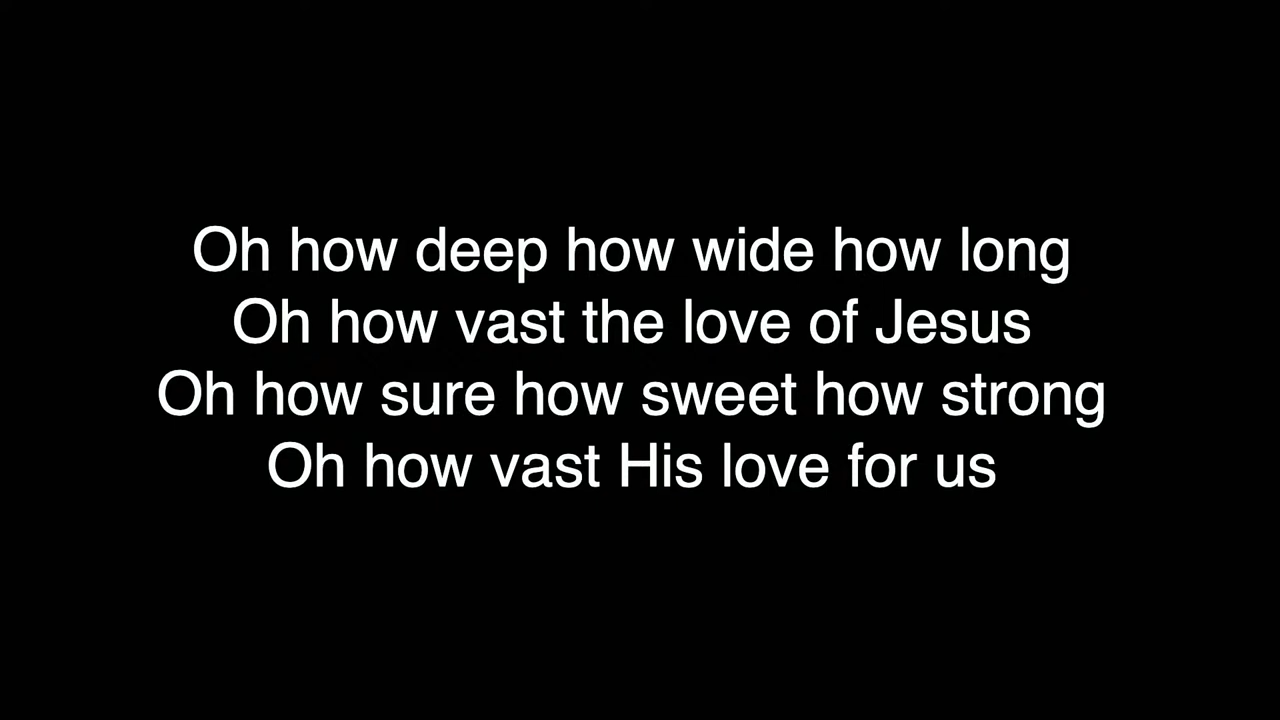 Oh how deep how wide how long
Oh how vast the love of Jesus
Oh how sure how sweet how strong
Oh how vast His love for us